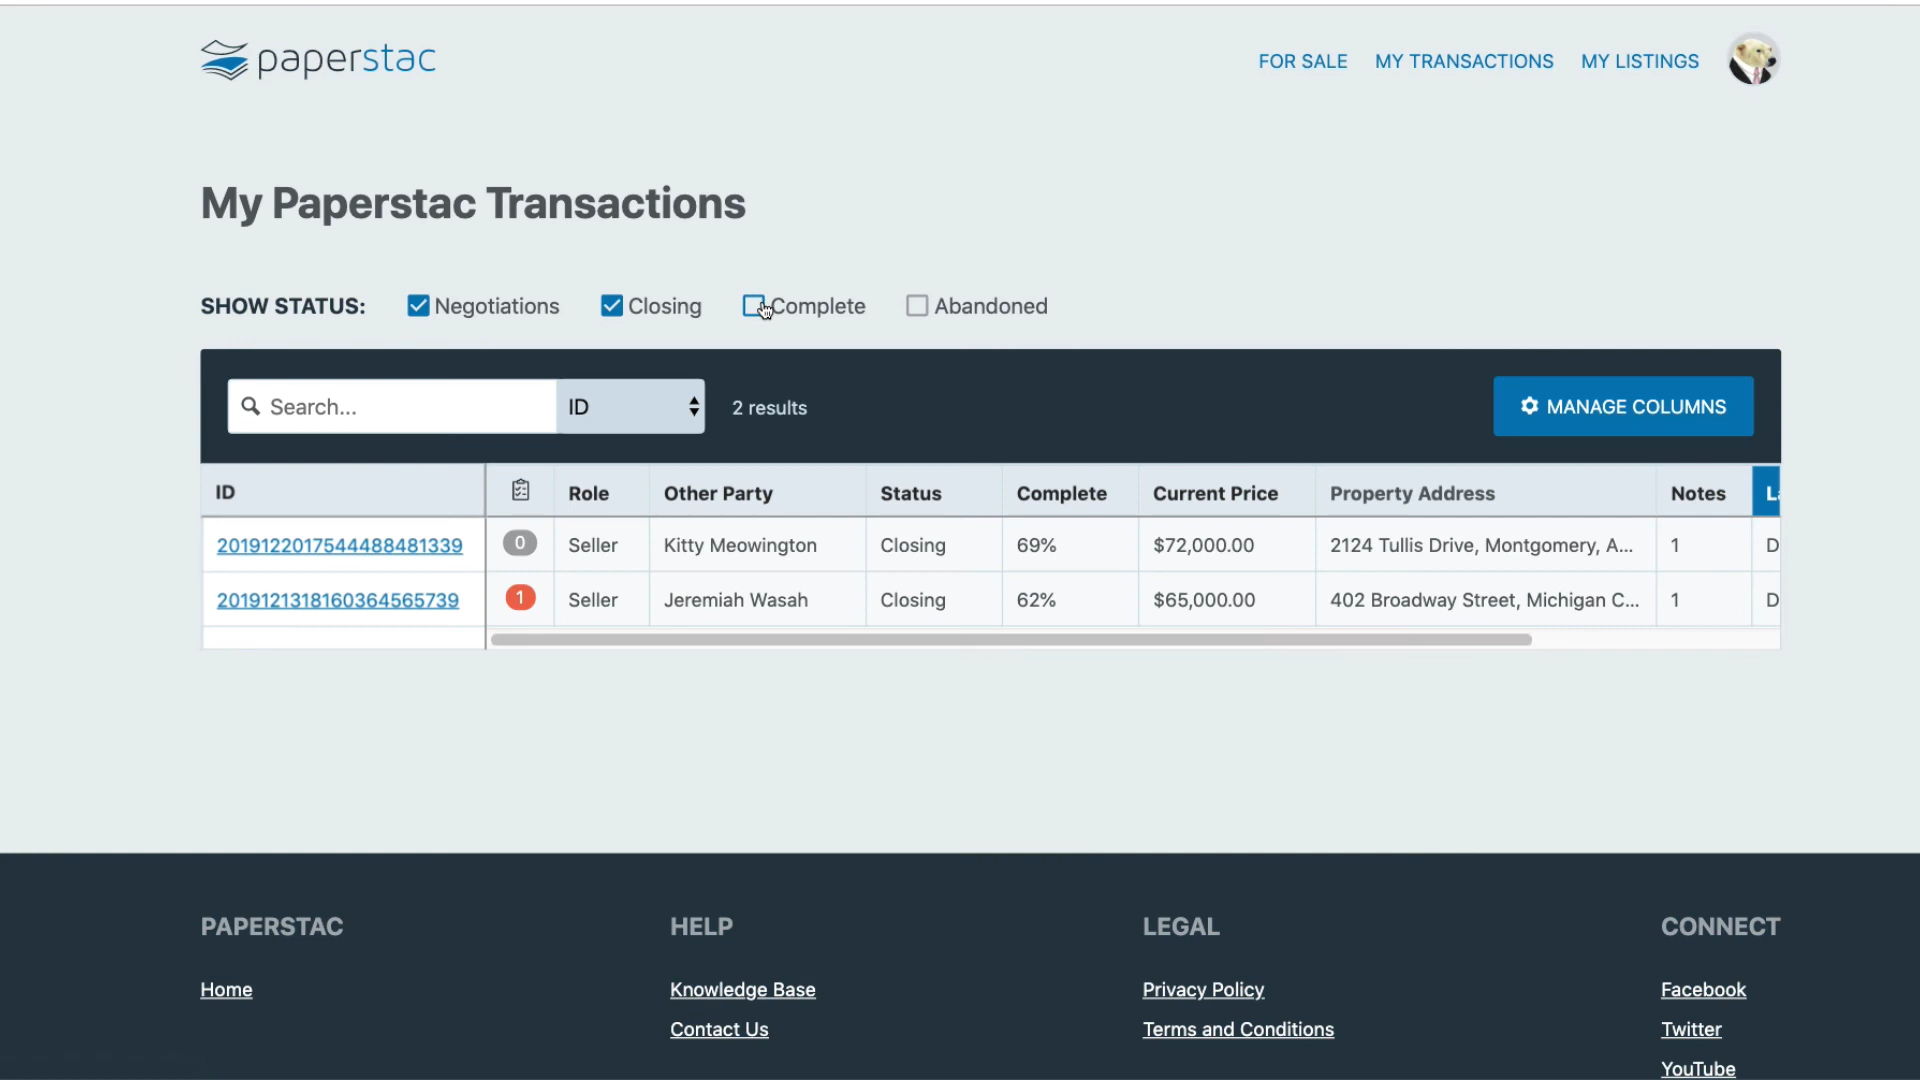 paperstac
FOR SALE MY TRANSACTIONS MY LISTINGS
My Paperstac Transactions
SHOW STATUS: Negotiations Closing Complete Abandoned
Search... ID 2 results MANAGE COLUMNS
ID Role Other Party Status Complete Current Price Property Address Notes
2019122017544488481339 0 Seller Kitty Meowington Closing 69% $72,000.00 2124 Tullis Drive, Montgomery, A... 1 D
2019121318160364565739 1 Seller Jeremiah Wasah Closing 62% $65,000.00 402 Broadway Street, Michigan C... 1 D
PAPERSTAC HELP LEGAL CONNECT
Home Knowledge Base Privacy Policy Facebook
Contact Us Terms and Conditions Twitter
YouTube